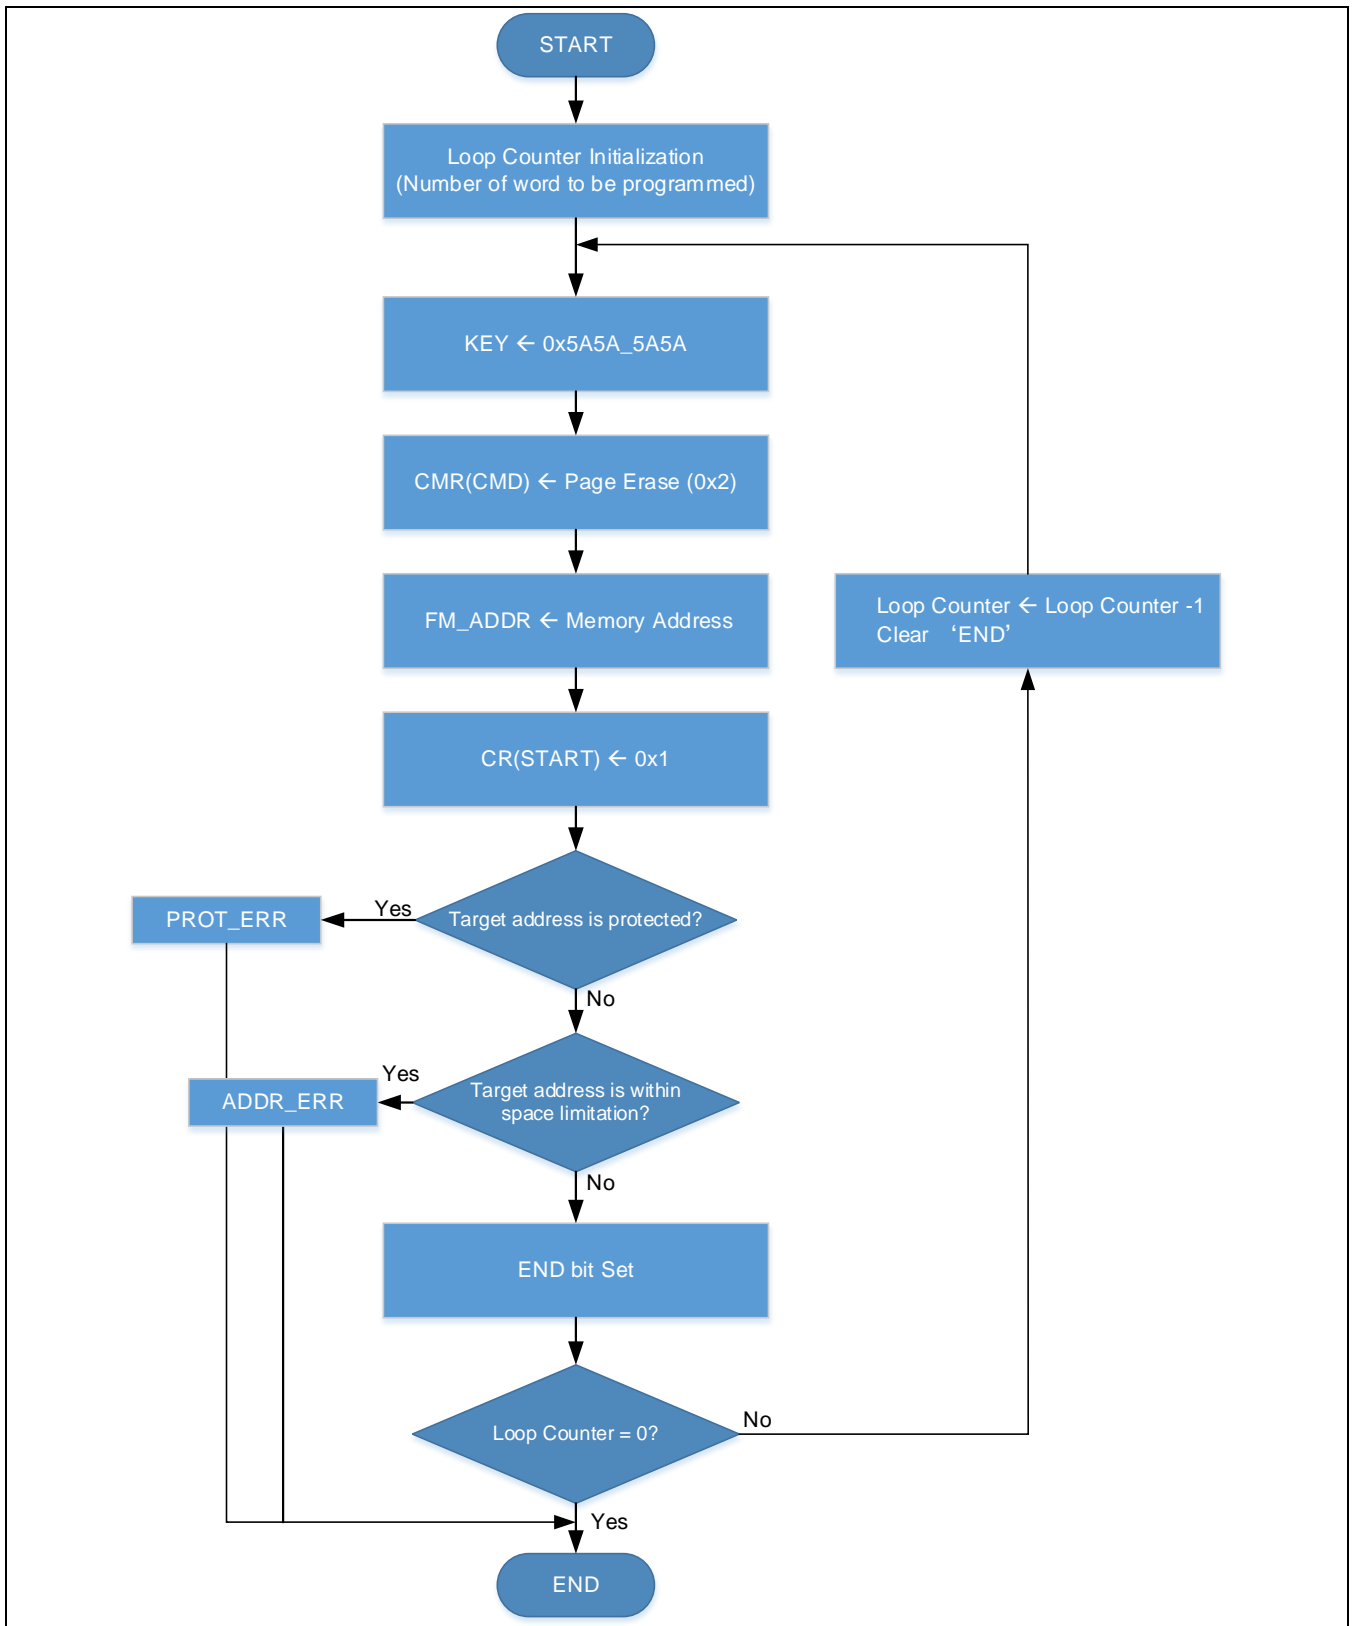 START
Loop Counter Initialization
(Number of word to be programmed)
KEY ← 0x5A5A_5A5A
CMR(CMD) ← Page Erase (0x2)
FM_ADDR ← Memory Address
Loop Counter ← Loop Counter -1
Clear ‘END’
CR(START) ← 0x1
Target address is protected?
Yes
PROT_ERR
No
Target address is within
space limitation?
Yes
ADDR_ERR
No
END bit Set
Loop Counter = 0?
No
Yes
END